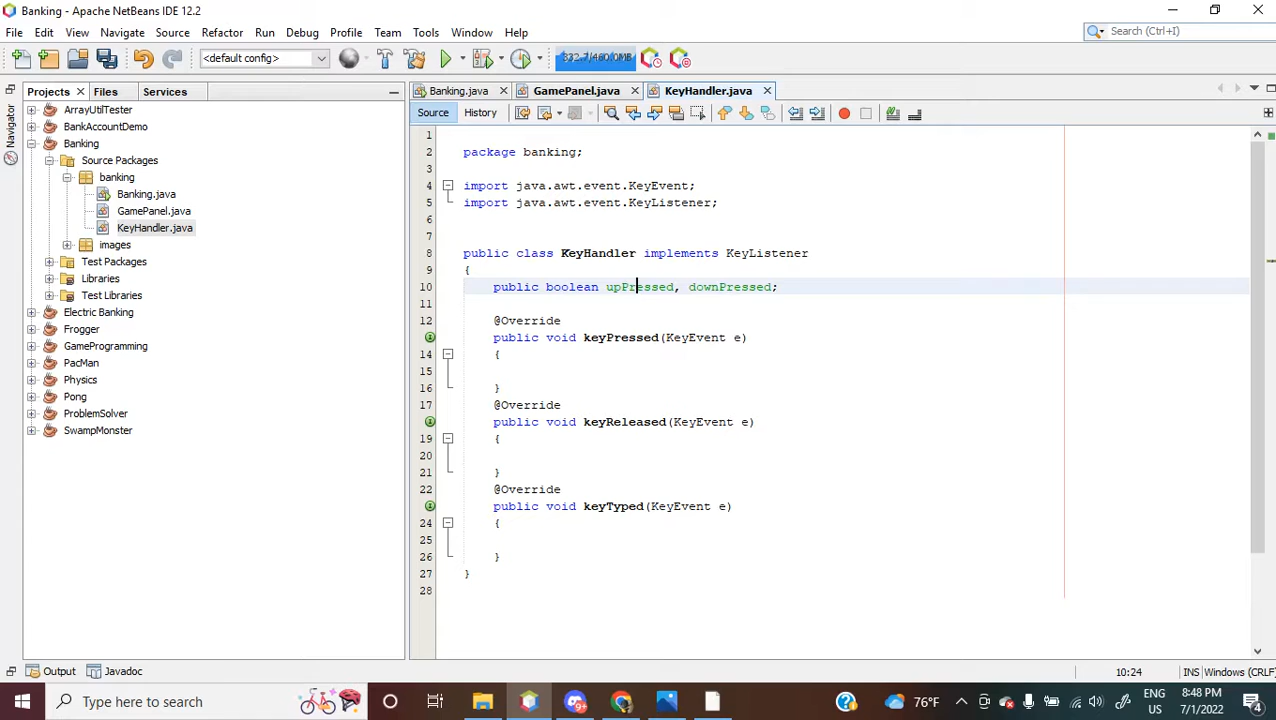 Banking - Apache NetBeans IDE 12.2
File Edit View Navigate Source Refactor Run Debug Profile Team Tools Window Help
Search (Ctrl+I)
<default config>
332.7/460.0MB
Projects Files Services
Banking.java GamePanel.java KeyHandler.java
Navigator
Source History
ArrayUtilTester
BankAccountDemo
Banking
Source Packages
banking
Banking.java
GamePanel.java
KeyHandler.java
images
Test Packages
Libraries
Test Libraries
Electric Banking
Frogger
GameProgramming
PacMan
Physics
Pong
ProblemSolver
SwampMonster
1
2 package banking;
3
4 import java.awt.event.KeyEvent;
5 import java.awt.event.KeyListener;
6
7
8 public class KeyHandler implements KeyListener
9 {
10 public boolean upPressed, downPressed;
11
12 @Override
public void keyPressed(KeyEvent e)
14 {
15
16 }
17 @Override
public void keyReleased(KeyEvent e)
19 {
20
21 }
22 @Override
public void keyTyped(KeyEvent e)
24 {
25
26 }
27 }
28
Output Javadoc
10:24 INS Windows (CRLF)
Type here to search
76°F
ENG
US
8:48 PM
7/1/2022
4